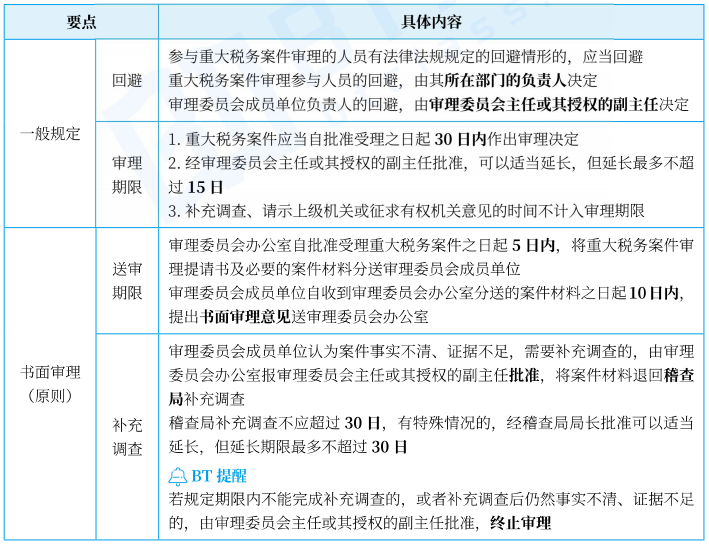 要点
具体内容
一般规定
回避
参与重大税务案件审理的人员有法律法规规定的回避情形的，应当回避
重大税务案件审理参与人员的回避，由其所在部门的负责人决定
审理委员会成员单位负责人的回避，由审理委员会主任或其授权的副主任决定
审理
期限
1. 重大税务案件应当自批准受理之日起 30 日内作出审理决定
2. 经审理委员会主任或其授权的副主任批准，可以适当延长，但延长最多不超
过 15 日
3. 补充调查、请示上级机关或征求有权机关意见的时间不计入审理期限
书面审理
（原则）
送审
期限
审理委员会办公室自批准受理重大税务案件之日起 5 日内，将重大税务案件审
理提请书及必要的案件材料分送审理委员会成员单位
审理委员会成员单位自收到审理委员会办公室分送的案件材料之日起 10 日内，
提出书面审理意见送审理委员会办公室
补充
调查
审理委员会成员单位认为案件事实不清、证据不足，需要补充调查的，由审理
委员会办公室报审理委员会主任或其授权的副主任批准，将案件材料退回稽查
局补充调查
稽查局补充调查不应超过 30 日，有特殊情况的，经稽查局局长批准可以适当
延长，但延长期限最多不超过 30 日
BT 提醒
若规定期限内不能完成补充调查的，或者补充调查后仍然事实不清、证据不足
的，由审理委员会主任或其授权的副主任批准，终止审理